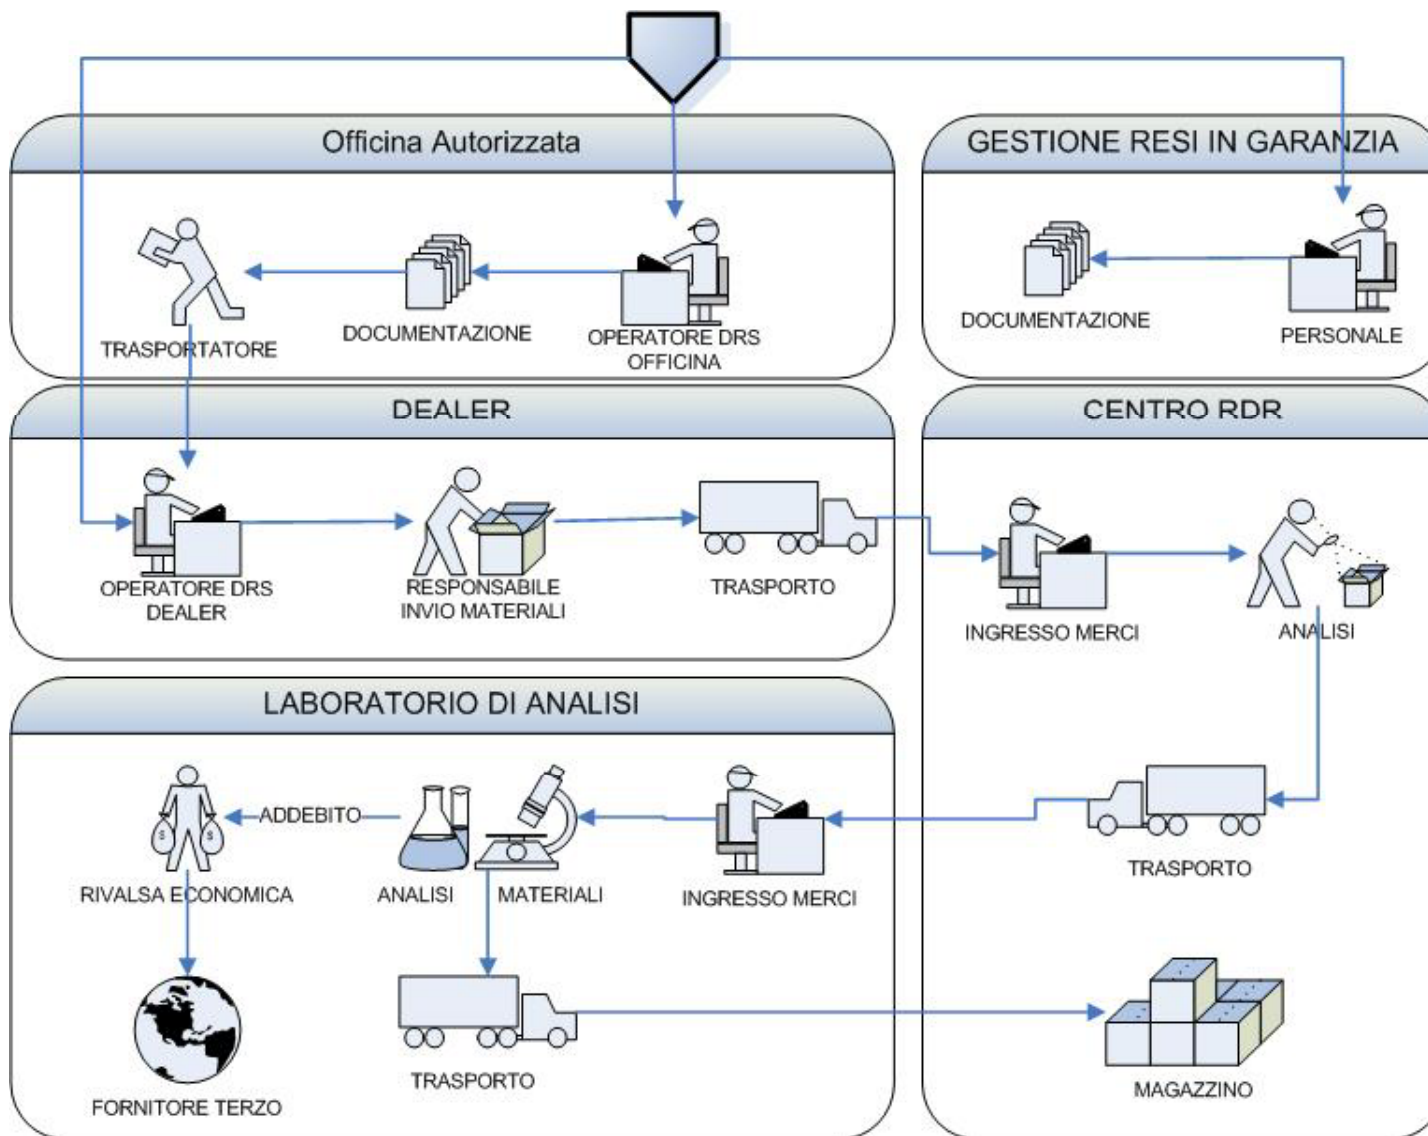 Officina Autorizzata
GESTIONE RESI IN GARANZIA
TRASPORTATORE
DOCUMENTAZIONE
OPERATORE DRS
OFFICINA
DOCUMENTAZIONE
PERSONALE
DEALER
CENTRO RDR
OPERATORE DRS
DEALER
RESPONSABILE
INVIO MATERIALI
TRASPORTO
INGRESSO MERCI
ANALISI
LABORATORIO DI ANALISI
ADDEBITO
$
$
RIVALSA ECONOMICA
ANALISI
MATERIALI
INGRESSO MERCI
TRASPORTO
FORNITORE TERZO
TRASPORTO
MAGAZZINO